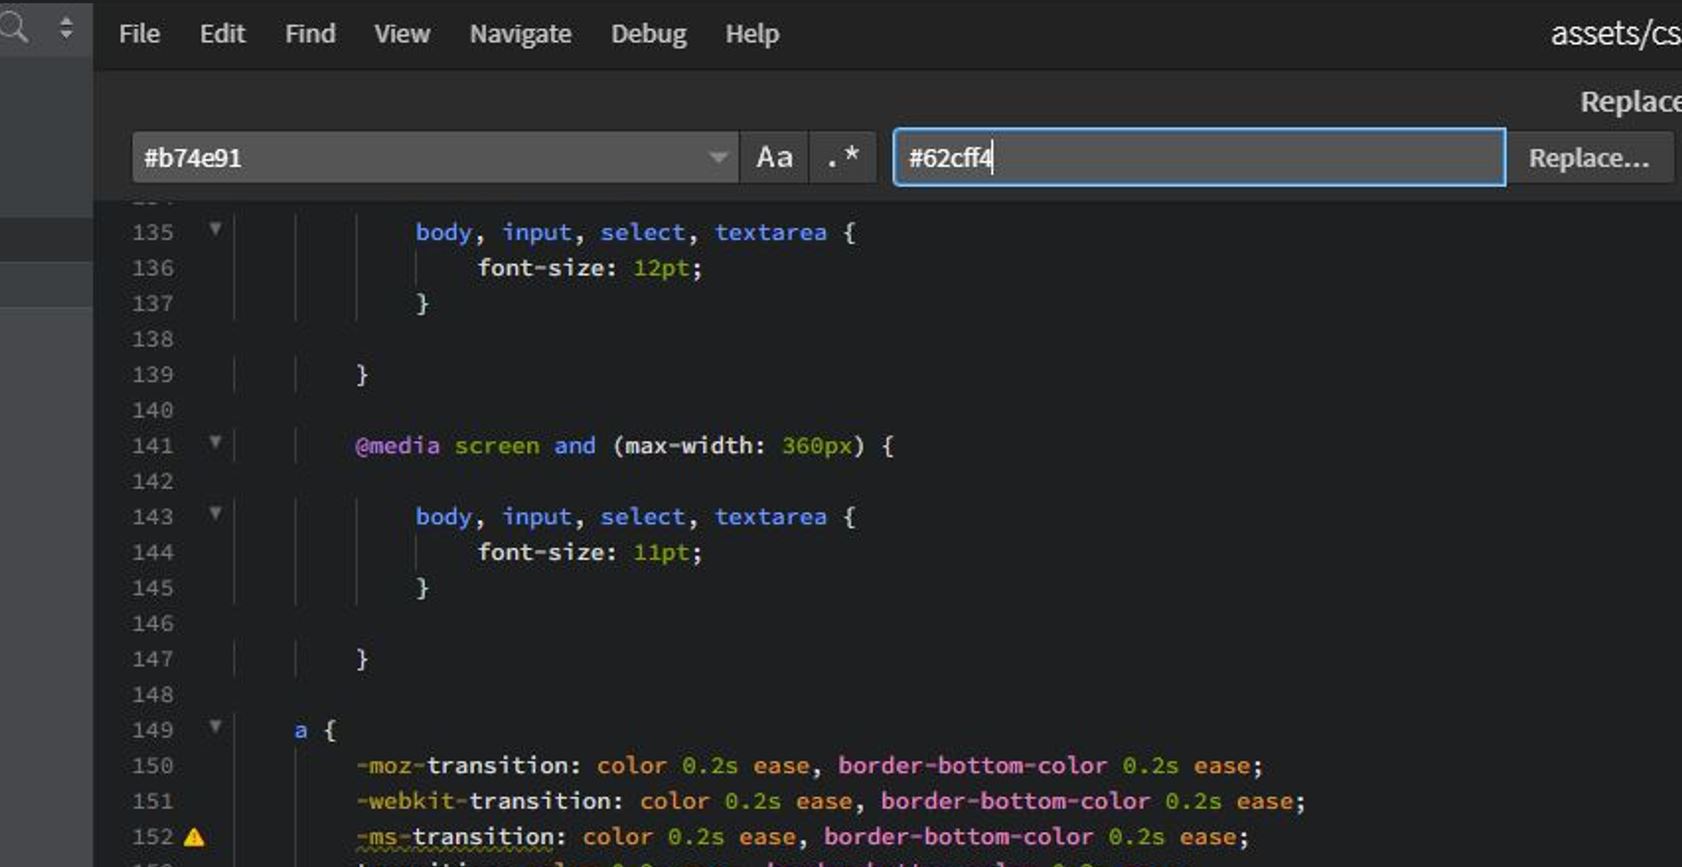 File Edit Find View Navigate Debug Help assets/cs
Replace
#b74e91 Aa .* #62cff4 Replace...
135 body, input, select, textarea {
136 font-size: 12pt;
137 }
138
139 }
140
141 @media screen and (max-width: 360px) {
142
143 body, input, select, textarea {
144 font-size: 11pt;
145 }
146
147 }
148
149 a {
150 -moz-transition: color 0.2s ease, border-bottom-color 0.2s ease;
151 -webkit-transition: color 0.2s ease, border-bottom-color 0.2s ease;
152 -ms-transition: color 0.2s ease, border-bottom-color 0.2s ease;